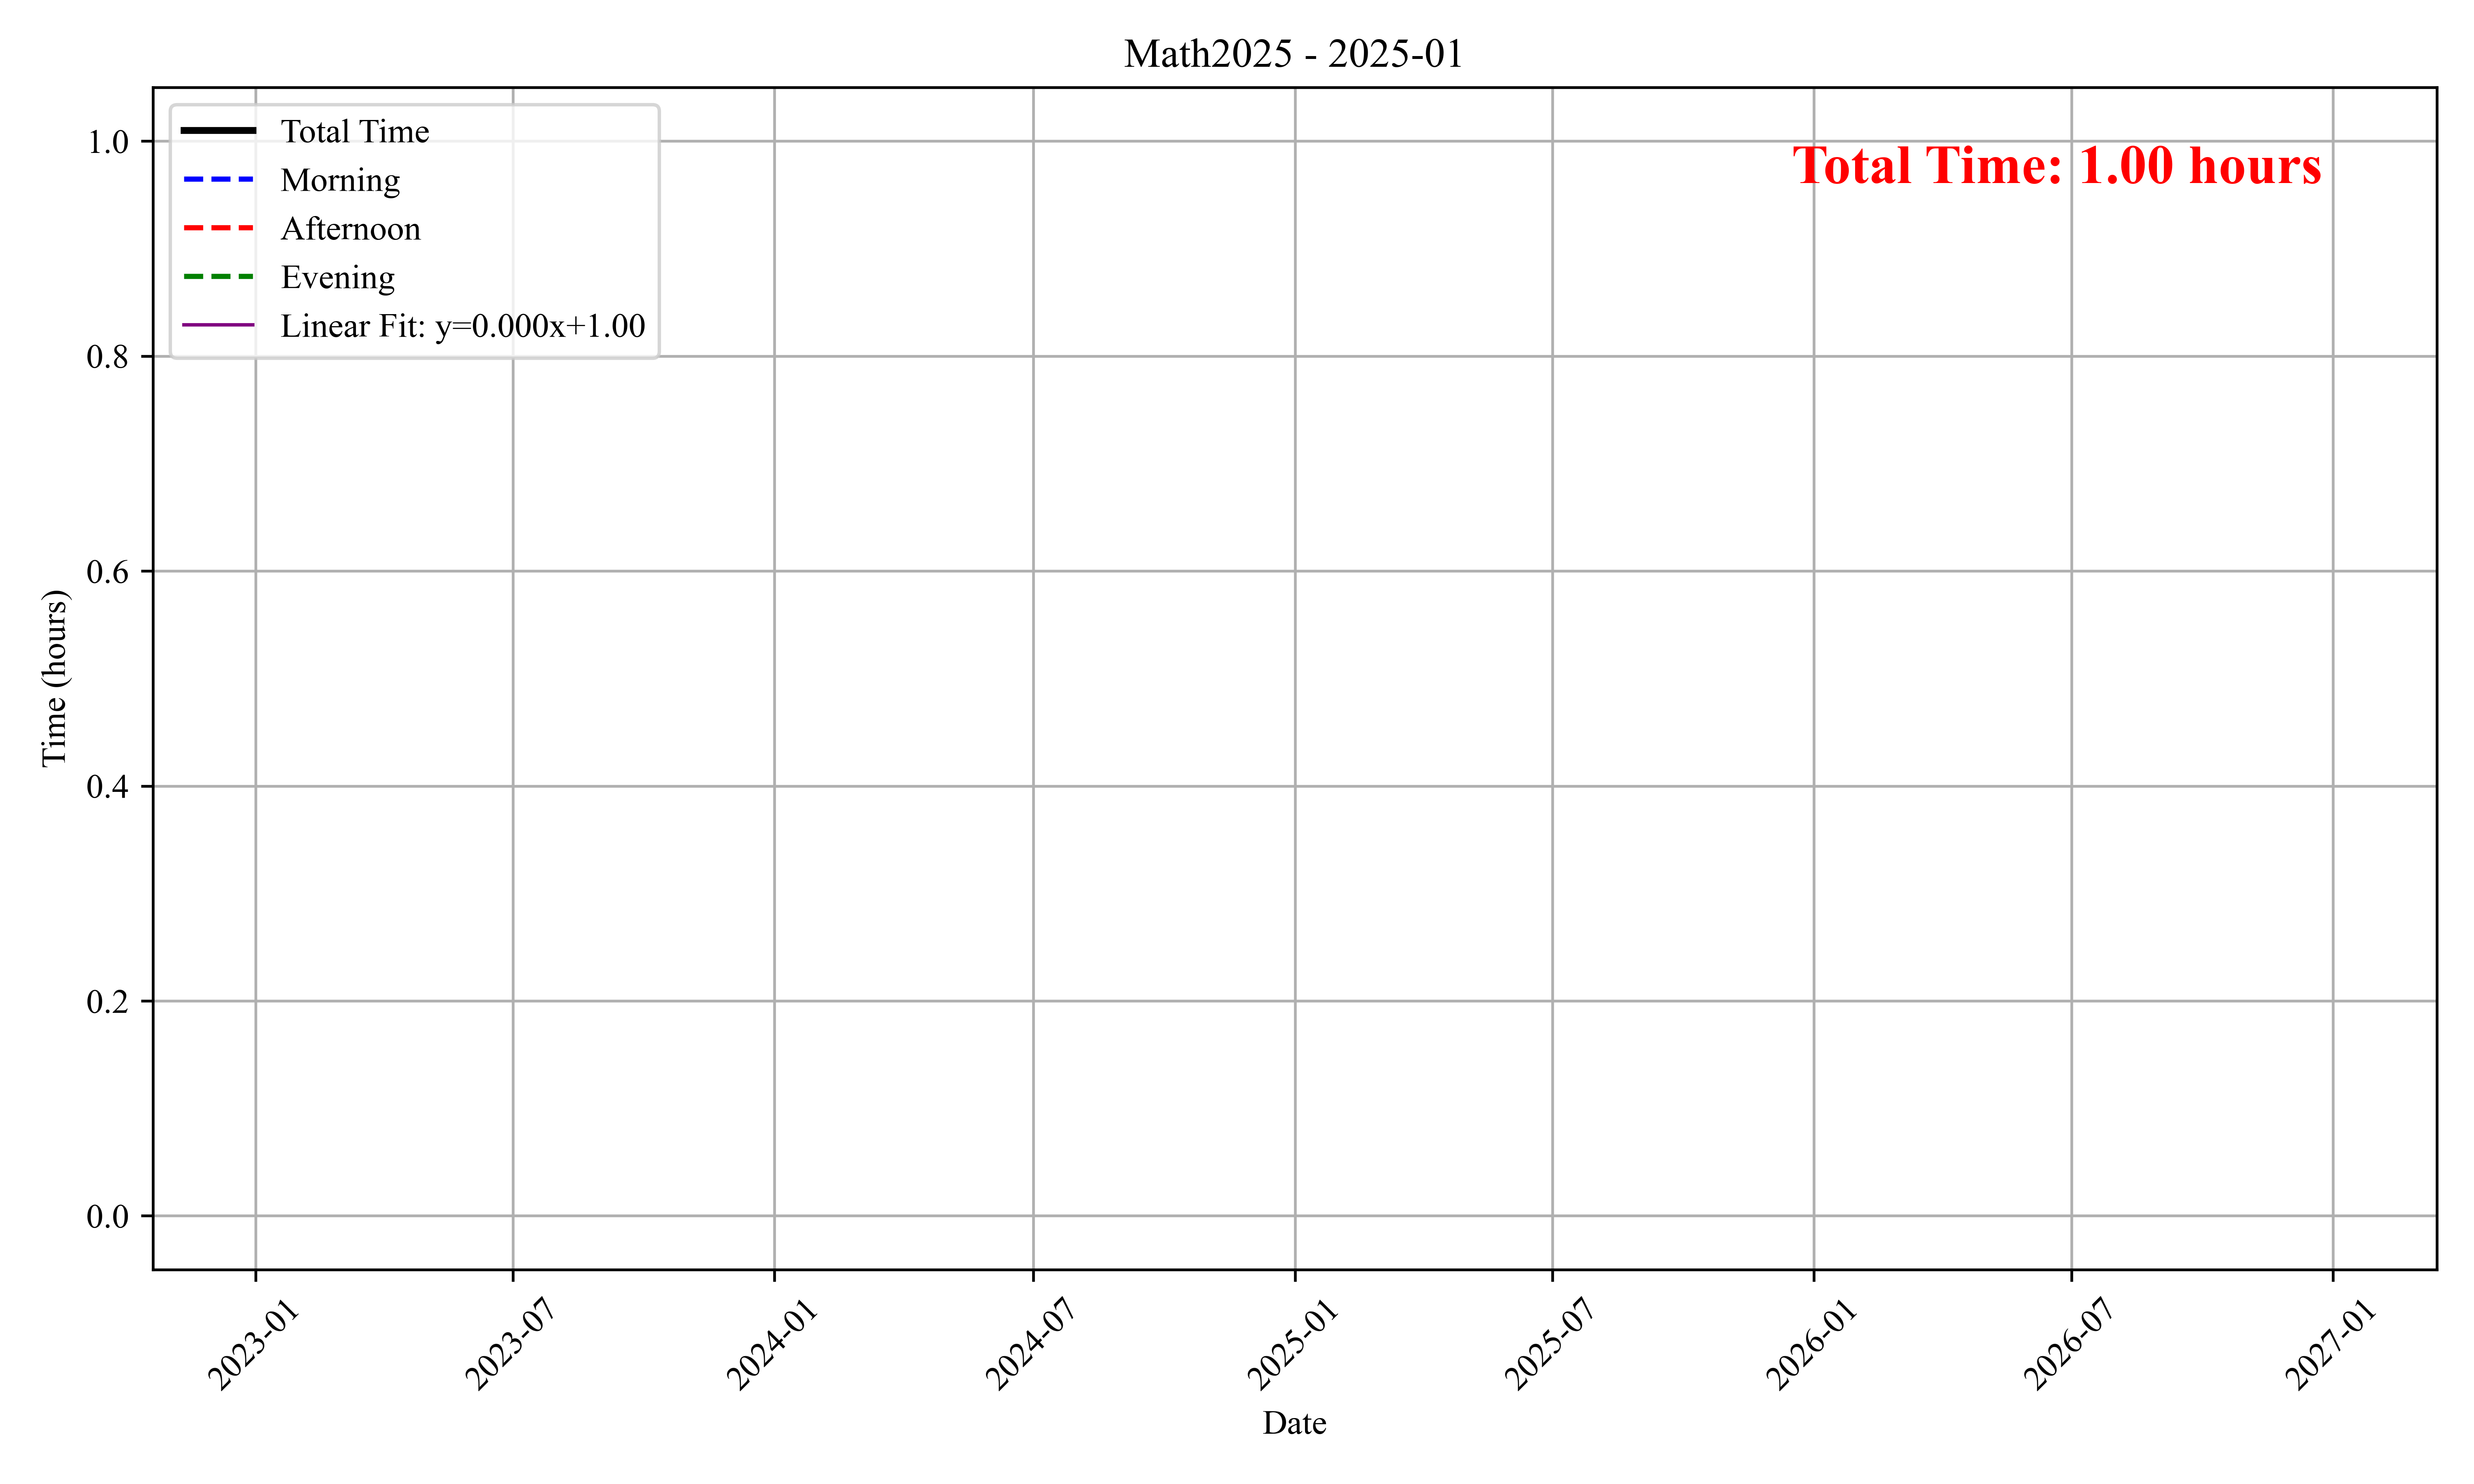 Math2025 - 2025-01
Total Time
Morning
Afternoon
Evening
Linear Fit: y=0.000x+1.00
Total Time: 1.00 hours
1.0
0.8
0.6
0.4
0.2
0.0
Time (hours)
2023-01
2023-07
2024-01
2024-07
2025-01
2025-07
2026-01
2026-07
2027-01
Date